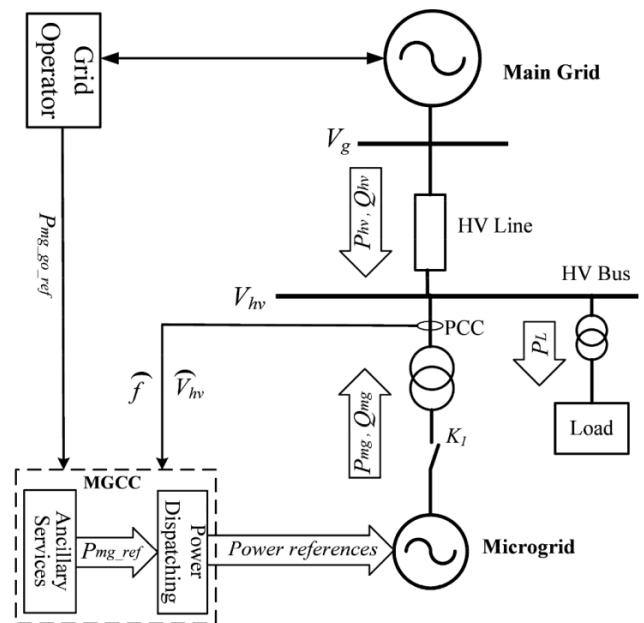 Grid
Operator
Main Grid
V_g
P_hv, Q_hv
HV Line
P_mg_go_ref
HV Bus
V_hv
PCC
P_L
f
V_hv
P_mg, Q_mg
K_1
Load
MGCC
Ancillary
Services
P_mg_ref
Power
Dispatching
Power references
Microgrid